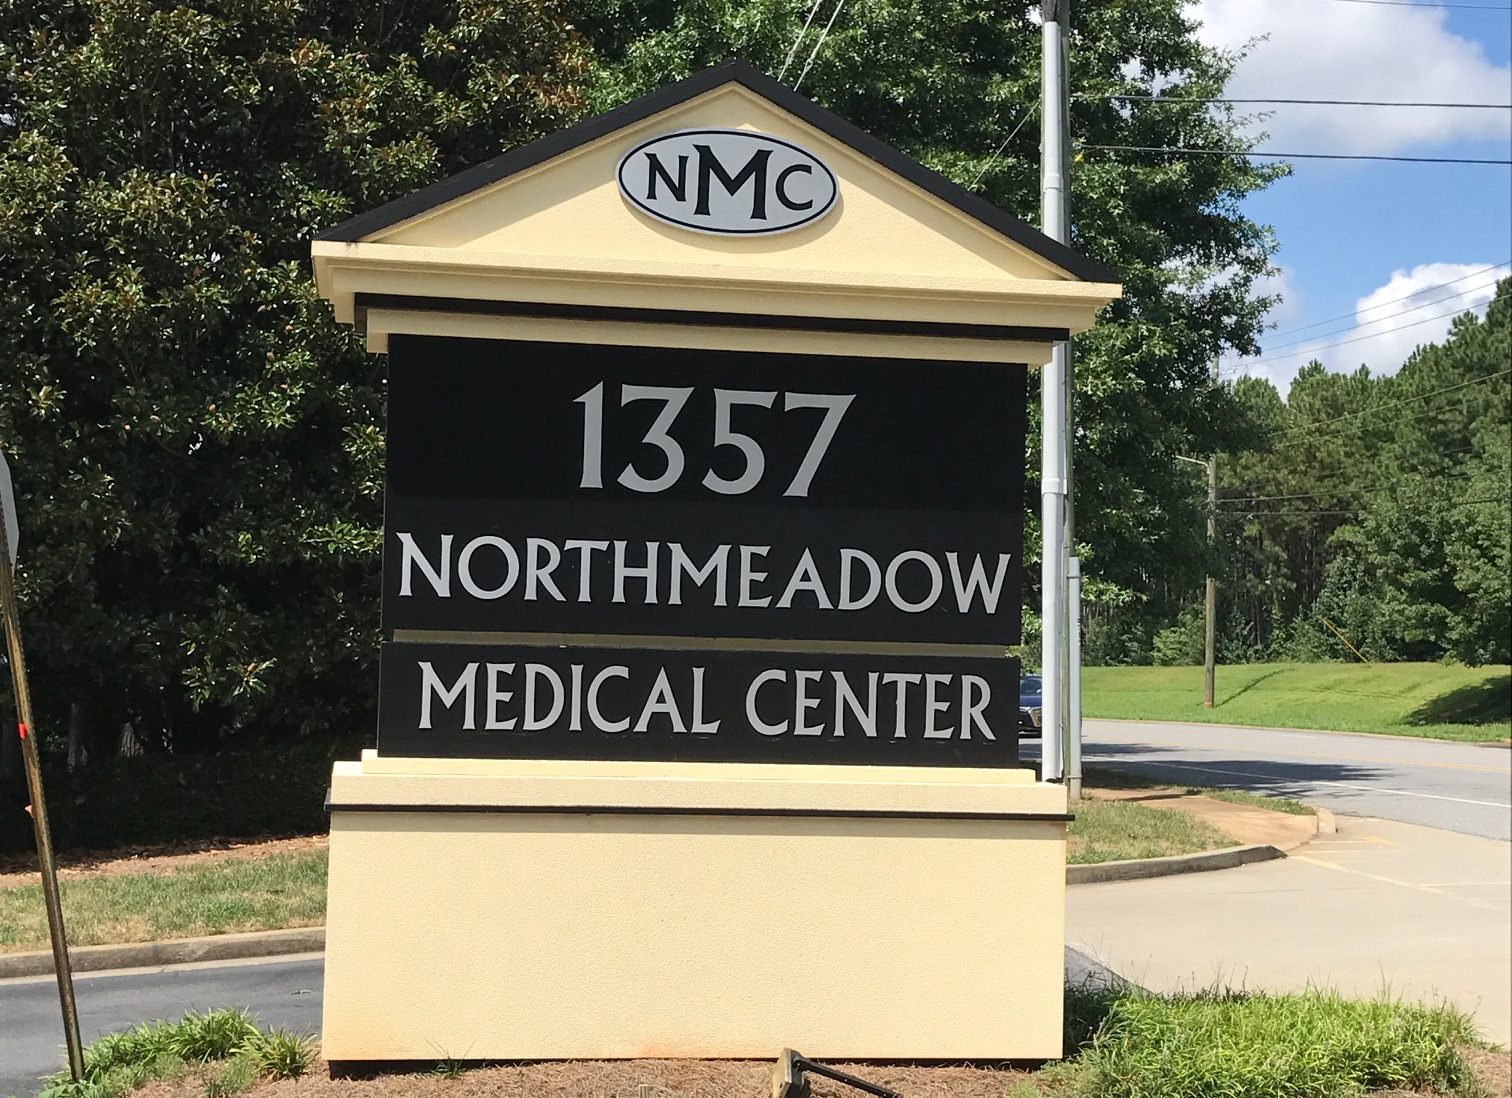 NMC
1357
NORTHMEADOW
MEDICAL CENTER